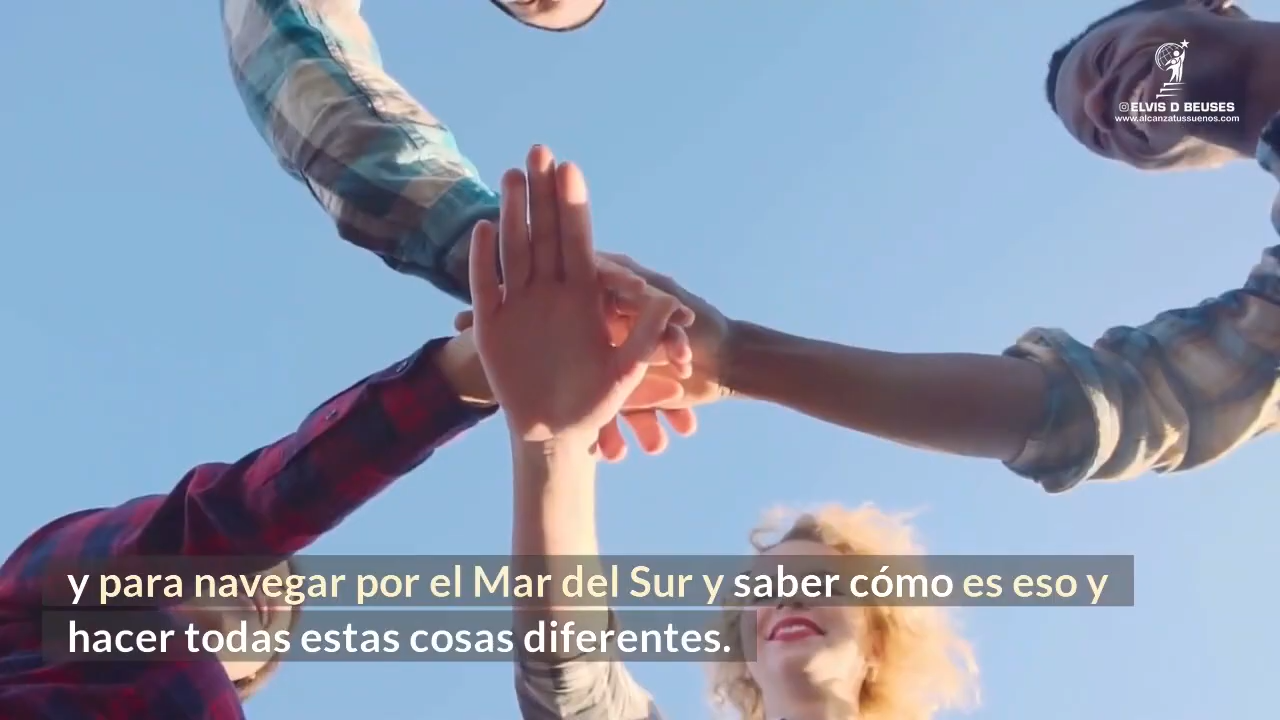 ELVIS D BEUSES
www.alcanzatussuenos.com
y para navegar por el Mar del Sur y saber cómo es eso y
hacer todas estas cosas diferentes.